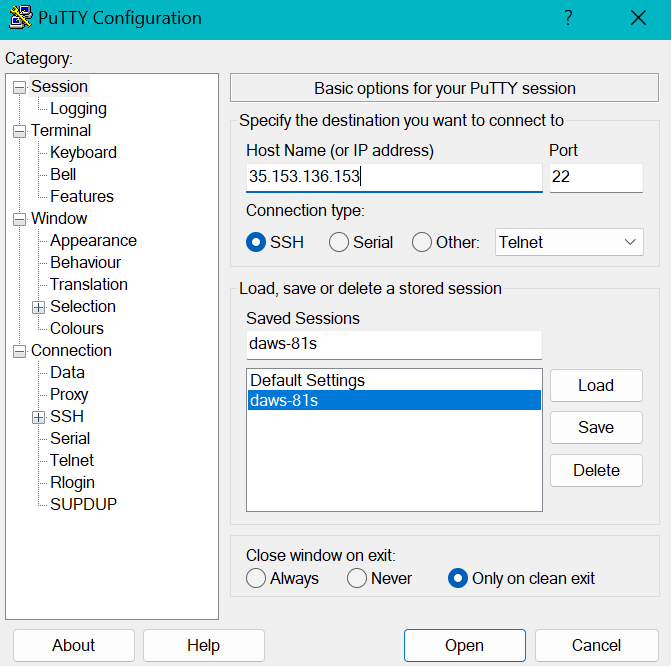 PuTTY Configuration ?
Category:
Session
Logging
Terminal
Keyboard
Bell
Features
Window
Appearance
Behaviour
Translation
Selection
Colours
Connection
Data
Proxy
SSH
Serial
Telnet
Rlogin
SUPDUP
Basic options for your PuTTY session
Specify the destination you want to connect to
Host Name (or IP address) Port
35.153.136.153 22
Connection type:
SSH Serial Other: Telnet
Load, save or delete a stored session
Saved Sessions
daws-81s
Default Settings
daws-81s
Load
Save
Delete
Close window on exit:
Always Never Only on clean exit
About Help Open Cancel